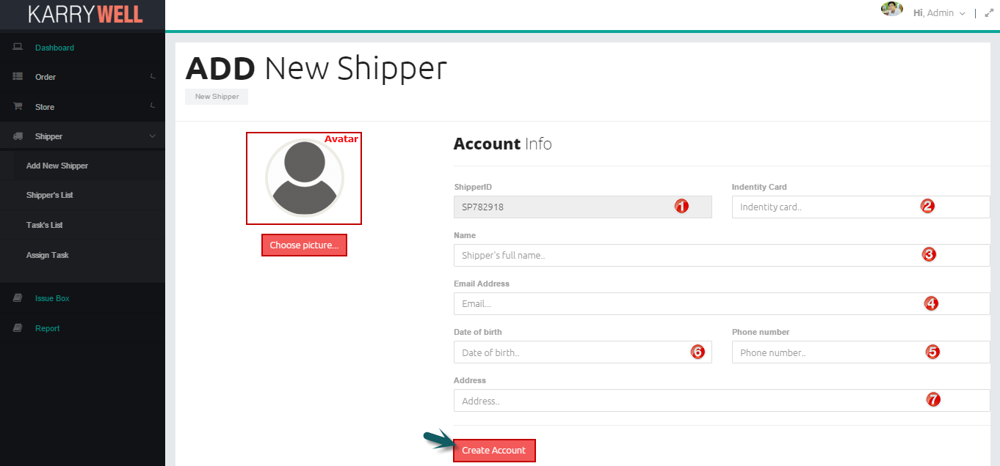 KARRYWELL
Hi, Admin
Dashboard
Order
Store
Shipper
Add New Shipper
Shipper's List
Task's List
Assign Task
Issue Box
Report
ADD New Shipper
New Shipper
Avatar
Choose picture...
Account Info
ShipperID
SP782918 1
Indentity Card
Indentity card.. 2
Name
Shipper's full name.. 3
Email Address
Email... 4
Date of birth
Date of birth.. 6
Phone number
Phone number.. 5
Address
Address.. 7
Create Account